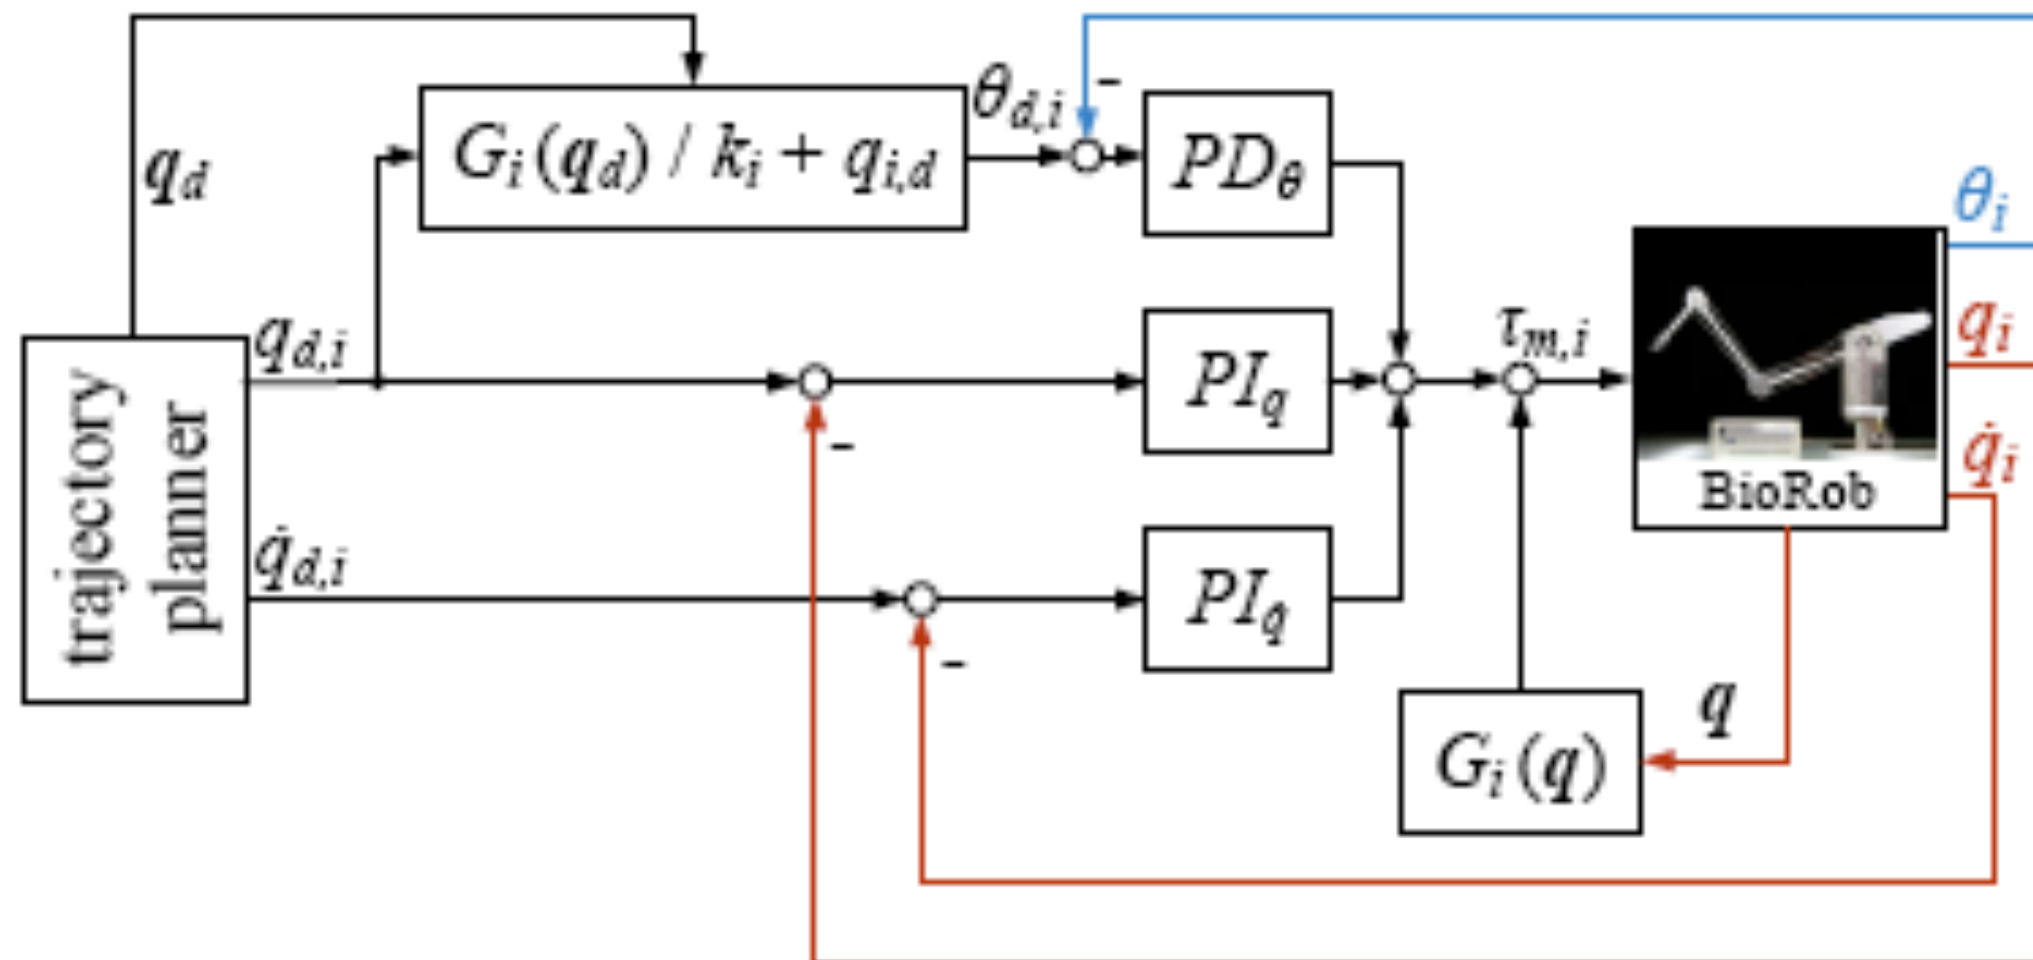 q_d
G_i(q_d) / k_i + q_{i,d}
θ_{d,i}
-
PD_θ
θ_i
trajectory
planner
q_{d,i}
-
PI_q
τ_{m,i}
BioRob
q_i
q̇_i
q̇_{d,i}
-
PI_q̇
G_i(q)
q